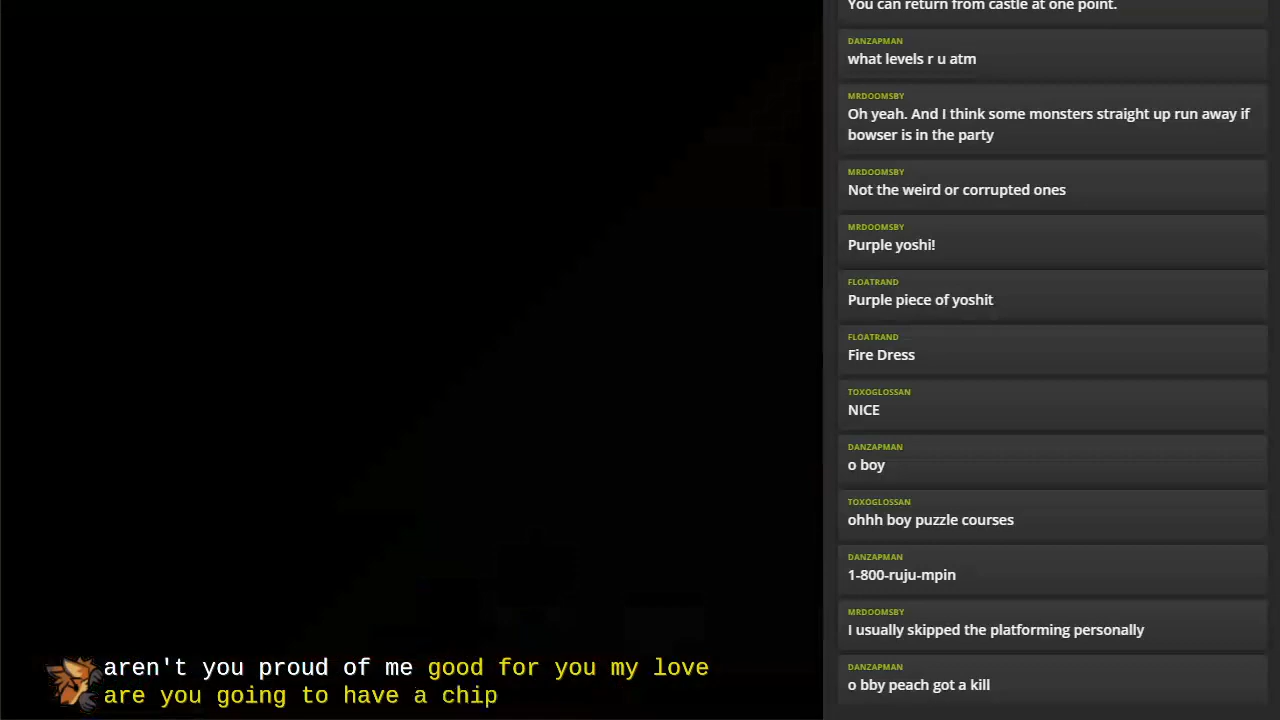 You can return from castle at one point.
DANZAPMAN
what levels r u atm
MRDOOMSBY
Oh yeah. And I think some monsters straight up run away if
bowser is in the party
MRDOOMSBY
Not the weird or corrupted ones
MRDOOMSBY
Purple yoshi!
FLOATRAND
Purple piece of yoshit
FLOATRAND
Fire Dress
TOXOGLOSSAN
NICE
DANZAPMAN
o boy
TOXOGLOSSAN
ohhh boy puzzle courses
DANZAPMAN
1-800-ruju-mpin
MRDOOMSBY
I usually skipped the platforming personally
DANZAPMAN
o bby peach got a kill
aren't you proud of me good for you my love
are you going to have a chip